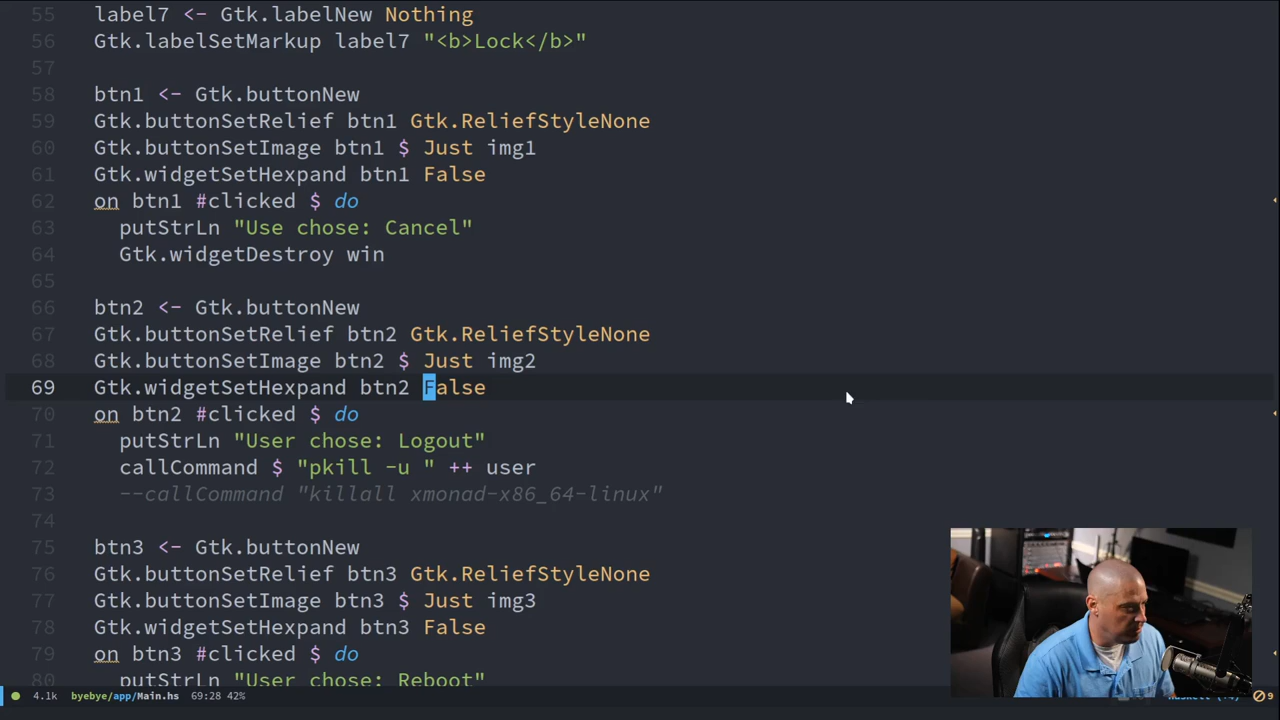 55 label7 <- Gtk.labelNew Nothing
56 Gtk.labelSetMarkup label7 "<b>Lock</b>"
57
58 btn1 <- Gtk.buttonNew
59 Gtk.buttonSetRelief btn1 Gtk.ReliefStyleNone
60 Gtk.buttonSetImage btn1 $ Just img1
61 Gtk.widgetSetHexpand btn1 False
62 on btn1 #clicked $ do
63 putStrLn "Use chose: Cancel"
64 Gtk.widgetDestroy win
65
66 btn2 <- Gtk.buttonNew
67 Gtk.buttonSetRelief btn2 Gtk.ReliefStyleNone
68 Gtk.buttonSetImage btn2 $ Just img2
69 Gtk.widgetSetHexpand btn2 False
70 on btn2 #clicked $ do
71 putStrLn "User chose: Logout"
72 callCommand $ "pkill -u " ++ user
73 --callCommand "killall xmonad-x86_64-linux"
74
75 btn3 <- Gtk.buttonNew
76 Gtk.buttonSetRelief btn3 Gtk.ReliefStyleNone
77 Gtk.buttonSetImage btn3 $ Just img3
78 Gtk.widgetSetHexpand btn3 False
79 on btn3 #clicked $ do
80 putStrLn "User chose: Reboot"
4.1k byebye/app/Main.hs 69:28 42% 9